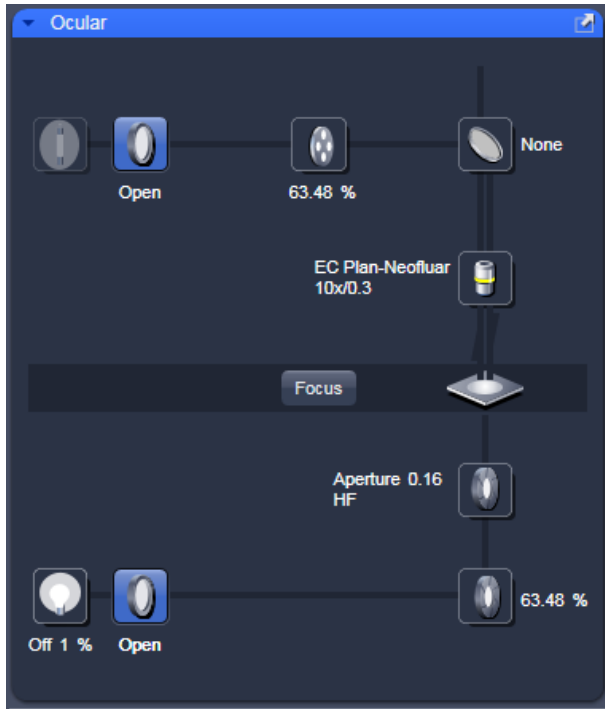 Ocular
None
Open
63.48 %
EC Plan-Neofluar
10x/0.3
Focus
Aperture 0.16
HF
63.48 %
Off 1 %
Open